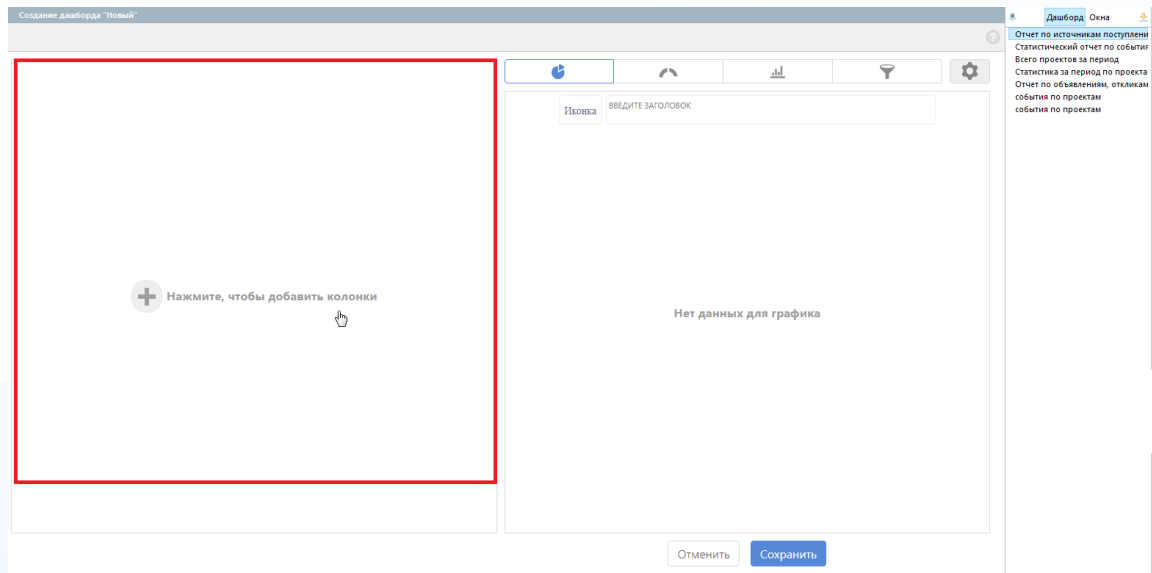 Создание дашборда "Новый"
?
Иконка
ВВЕДИТЕ ЗАГОЛОВОК
Нажмите, чтобы добавить колонки
Нет данных для графика
Отменить
Сохранить
Дашборд Окна
Отчет по источникам поступлени
Статистический отчет по события
Всего проектов за период
Статистика за период по проекта
Отчет по объявлениям, откликам
события по проектам
события по проектам